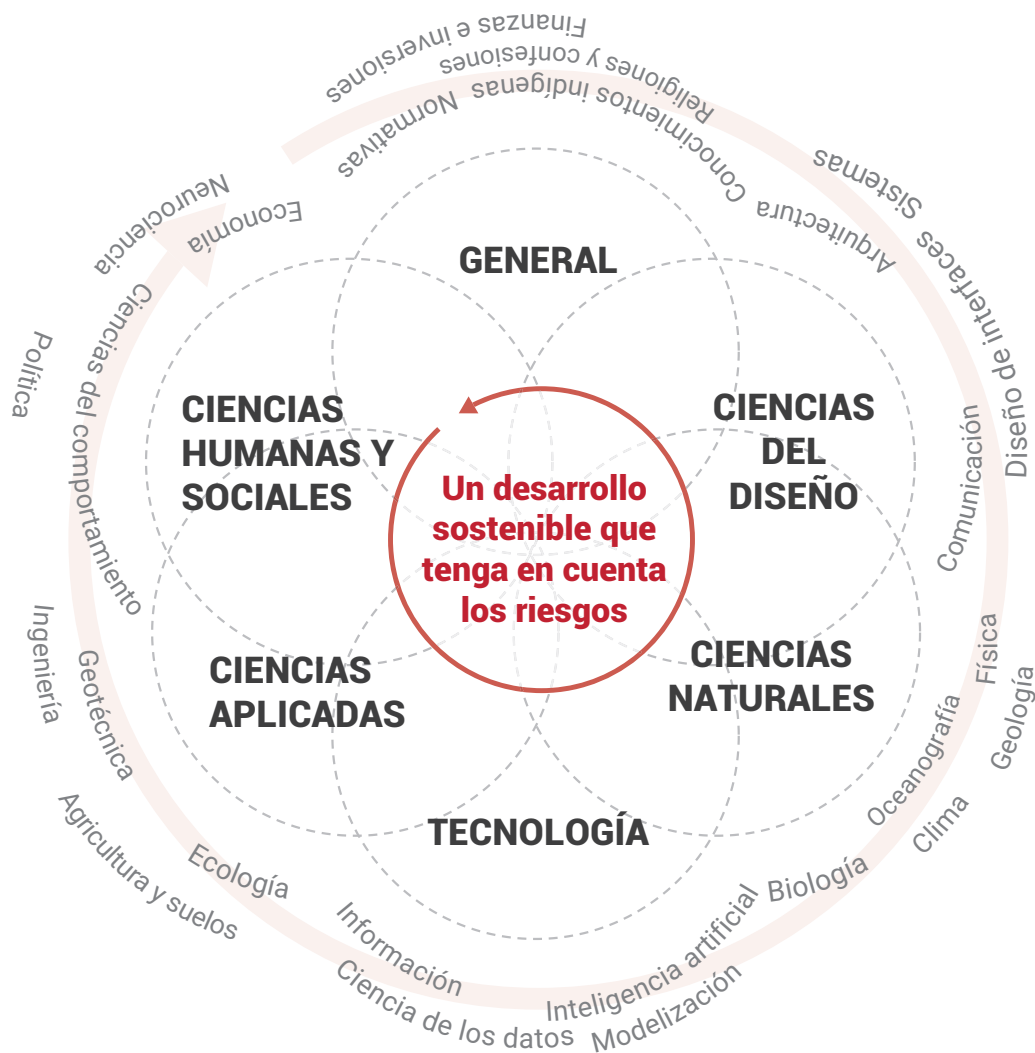 Finanzas e inversiones
Religiones y confesiones
Conocimientos indígenas
Normativas
Sistemas
Arquitectura
Neurociencia
Economía
GENERAL
Diseño de interfaces
Ciencias del comportamiento
Política
CIENCIAS
HUMANAS Y
SOCIALES
CIENCIAS
DEL
DISEÑO
Comunicación
Un desarrollo
sostenible que
tenga en cuenta
los riesgos
Ingeniería
Geotécnica
CIENCIAS
APLICADAS
CIENCIAS
NATURALES
Física
Geología
Oceanografía
Clima
TECNOLOGÍA
Agricultura y suelos
Ecología
Biología
Información
Ciencia de los datos
Inteligencia artificial
Modelización